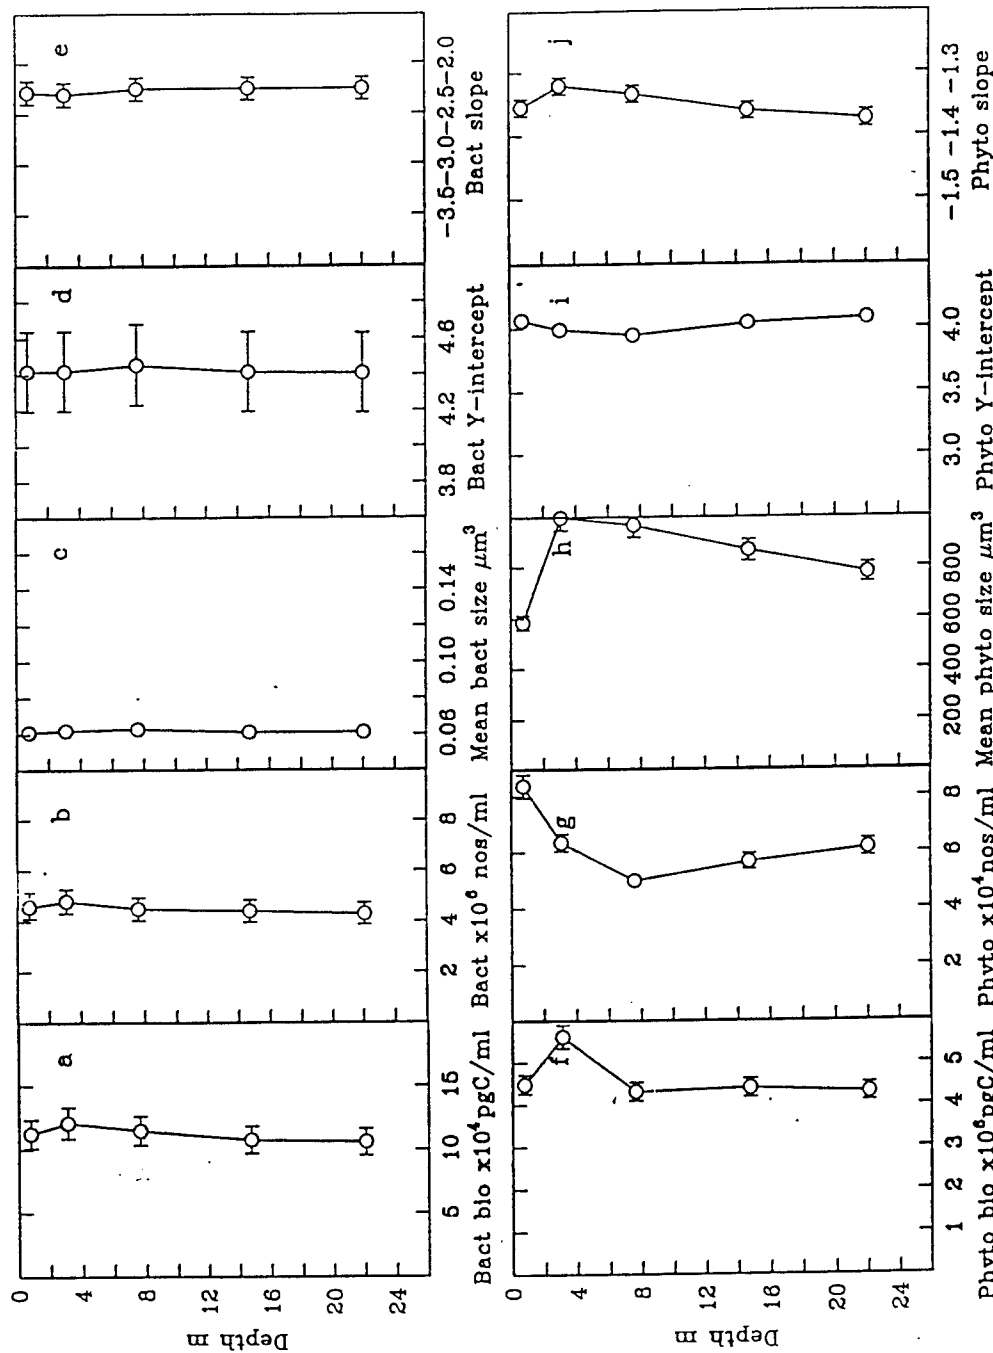 e
d
c
b
a
0
4
8
12
16
20
24
Depth m
5 10 15
Bact bio x10⁴pgC/ml
2 4 6 8
Bact x10⁶ nos/ml
0.06 0.10 0.14
Mean bact size μm³
3.8 4.2 4.6
Bact Y-intercept
-3.5-3.0-2.5-2.0
Bact slope
j
i
h
g
f
0
4
8
12
16
20
24
Depth m
1 2 3 4 5
Phyto bio x10⁶pgC/ml
2 4 6 8
Phyto x10⁴nos/ml
200 400 600 800
Mean phyto size μm³
3.0 3.5 4.0
Phyto Y-intercept
-1.5 -1.4 -1.3
Phyto slope